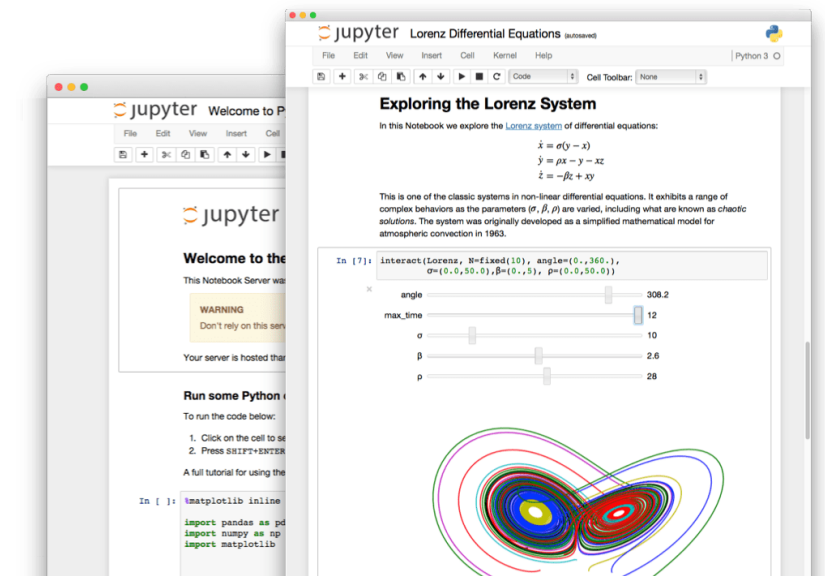 jupyter Lorenz Differential Equations (autosaved)
File Edit View Insert Cell Kernel Help Python 3
Code Cell Toolbar: None
Exploring the Lorenz System
In this Notebook we explore the Lorenz system of differential equations:
ẋ = σ(y − x)
ẏ = ρx − y − xz
ż = −βz + xy
This is one of the classic systems in non-linear differential equations. It exhibits a range of
complex behaviors as the parameters (σ, β, ρ) are varied, including what are known as chaotic
solutions. The system was originally developed as a simplified mathematical model for
atmospheric convection in 1963.
In [7]: interact(Lorenz, N=fixed(10), angle=(0.,360.),
σ=(0.0,50.0),β=(0.,5), ρ=(0.0,50.0))
angle 308.2
max_time 12
σ 10
β 2.6
ρ 28
jupyter Welcome to P
File Edit View Insert Cell
jupyter
Welcome to the
This Notebook Server was
WARNING
Don't rely on this
Your server is hosted
Run some Python
To run the code below:
1. Click on the cell to
2. Press SHIFT+ENTER
A full tutorial for using the
In [ ]: %matplotlib inline
import pandas as pd
import numpy as np
import matplotlib